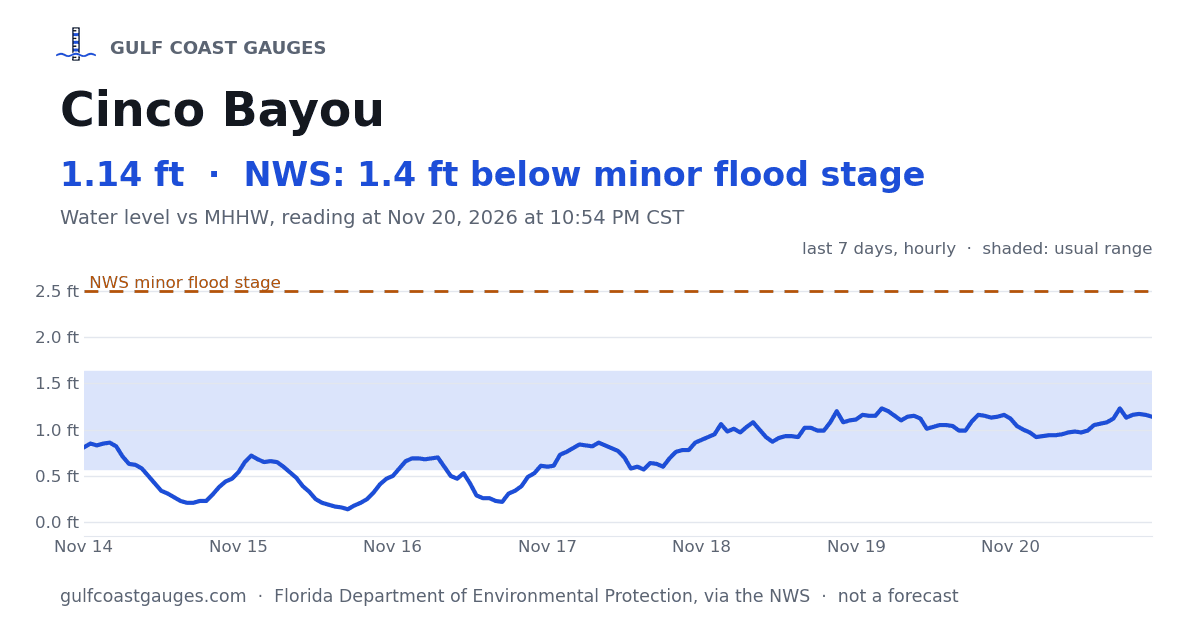 GULF COAST GAUGES
Cinco Bayou
1.14 ft · NWS: 1.4 ft below minor flood stage
Water level vs MHHW, reading at Nov 20, 2026 at 10:54 PM CST
last 7 days, hourly · shaded: usual range
NWS minor flood stage
2.5 ft
2.0 ft
1.5 ft
1.0 ft
0.5 ft
0.0 ft
Nov 14 Nov 15 Nov 16 Nov 17 Nov 18 Nov 19 Nov 20
gulfcoastgauges.com · Florida Department of Environmental Protection, via the NWS · not a forecast